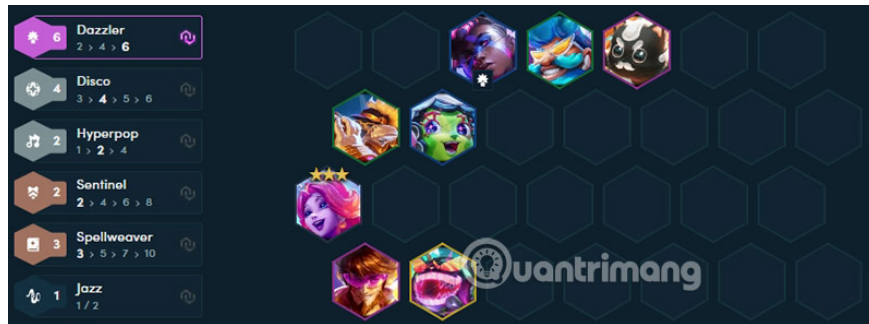 6 Dazzler
2 > 4 > 6
4 Disco
3 > 4 > 5 > 6
2 Hyperpop
1 > 2 > 4
2 Sentinel
2 > 4 > 6 > 8
3 Spellweaver
3 > 5 > 7 > 10
1 Jazz
1 / 2
Quantrimang